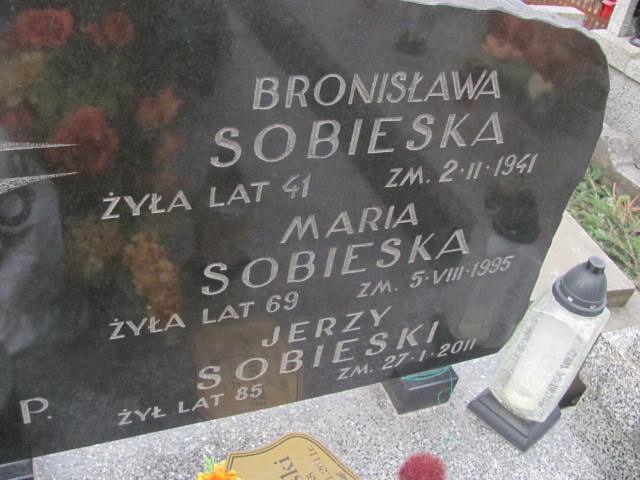 BRONISŁAWA
SOBIESKA
ŻYŁA LAT 41 ZM. 2·II·1941
MARIA
SOBIESKA
ŻYŁA LAT 69 ZM. 5·VIII·1995
JERZY
SOBIESKI
P. ŻYŁ LAT 85 ZM. 27·I·2011